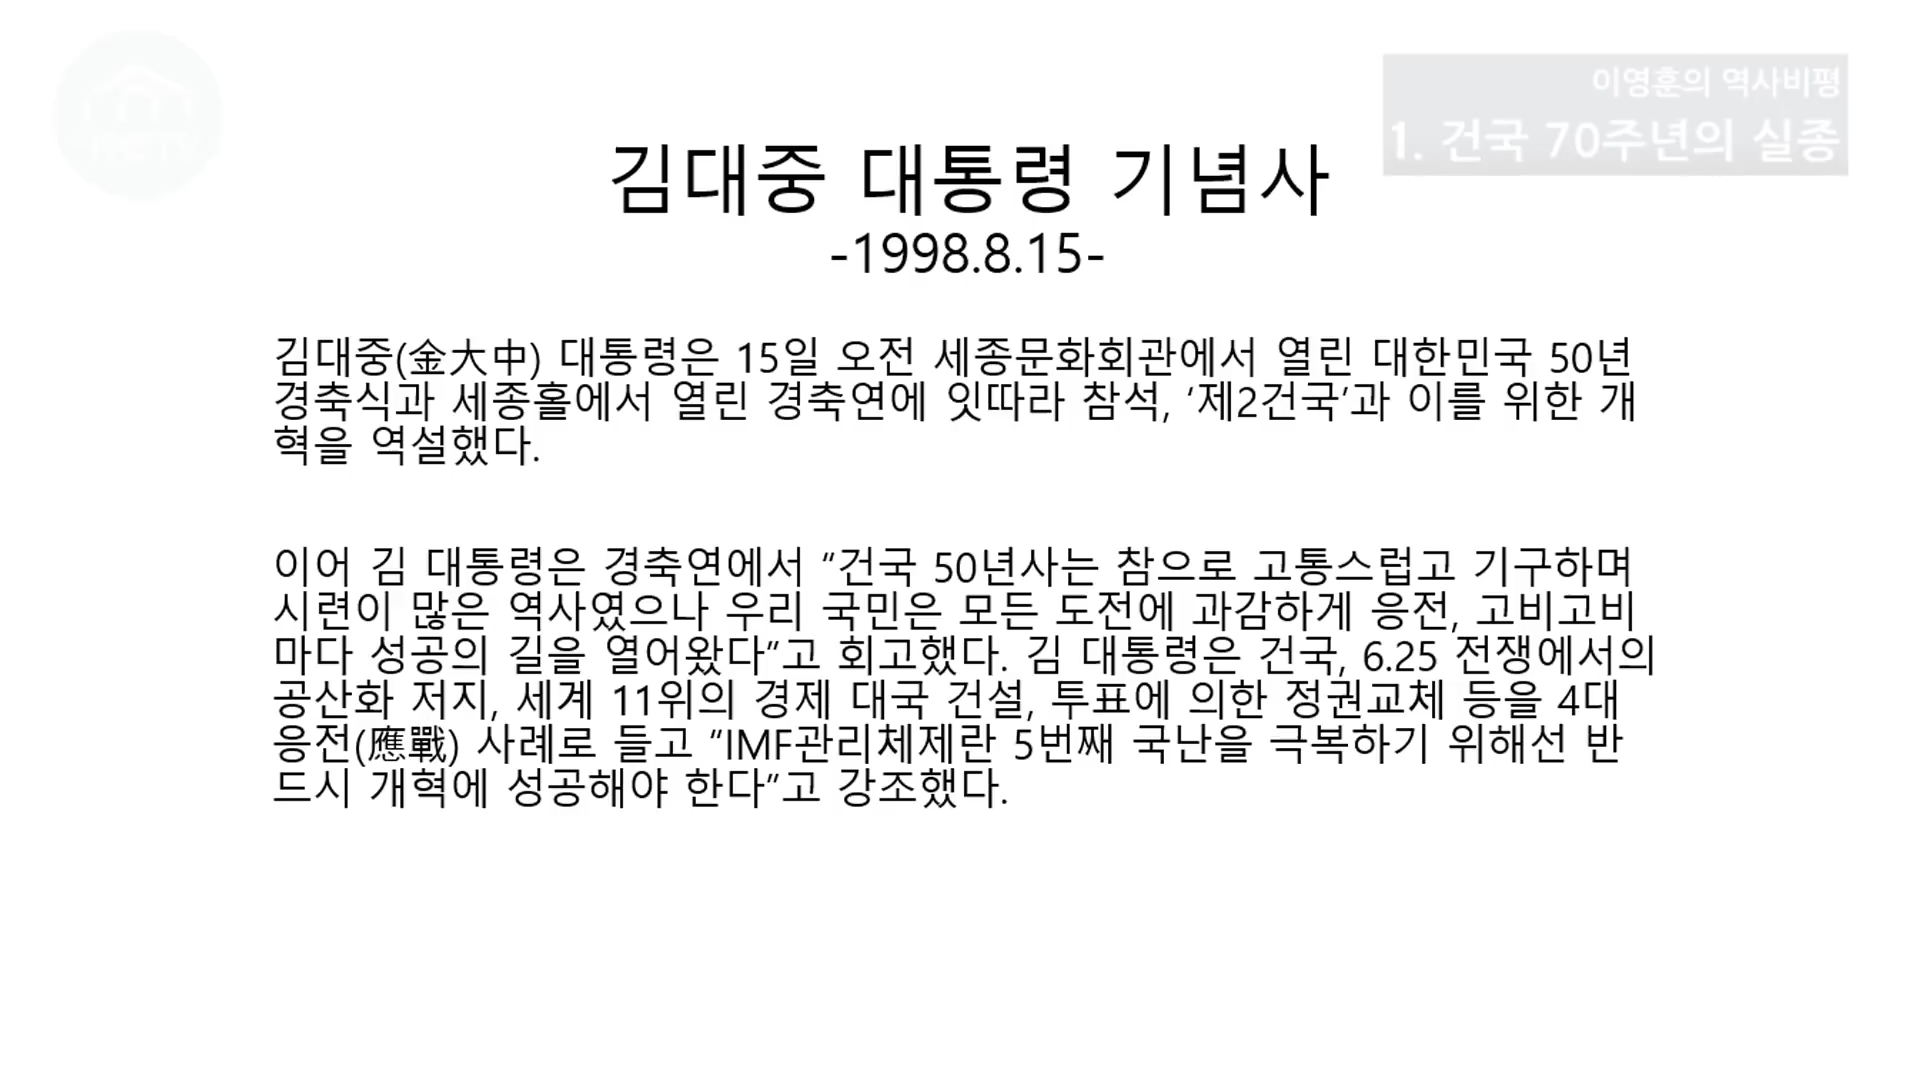 이영훈의 역사비평
1. 건국 70주년의 실종
김대중 대통령 기념사
-1998.8.15-
김대중(金大中) 대통령은 15일 오전 세종문화회관에서 열린 대한민국 50년
경축식과 세종홀에서 열린 경축연에 잇따라 참석, ‘제2건국’과 이를 위한 개
혁을 역설했다.
이어 김 대통령은 경축연에서 “건국 50년사는 참으로 고통스럽고 기구하며
시련이 많은 역사였으나 우리 국민은 모든 도전에 과감하게 응전, 고비고비
마다 성공의 길을 열어왔다”고 회고했다. 김 대통령은 건국, 6.25 전쟁에서의
공산화 저지, 세계 11위의 경제 대국 건설, 투표에 의한 정권교체 등을 4대
응전(應戰) 사례로 들고 “IMF관리체제란 5번째 국난을 극복하기 위해선 반
드시 개혁에 성공해야 한다”고 강조했다.